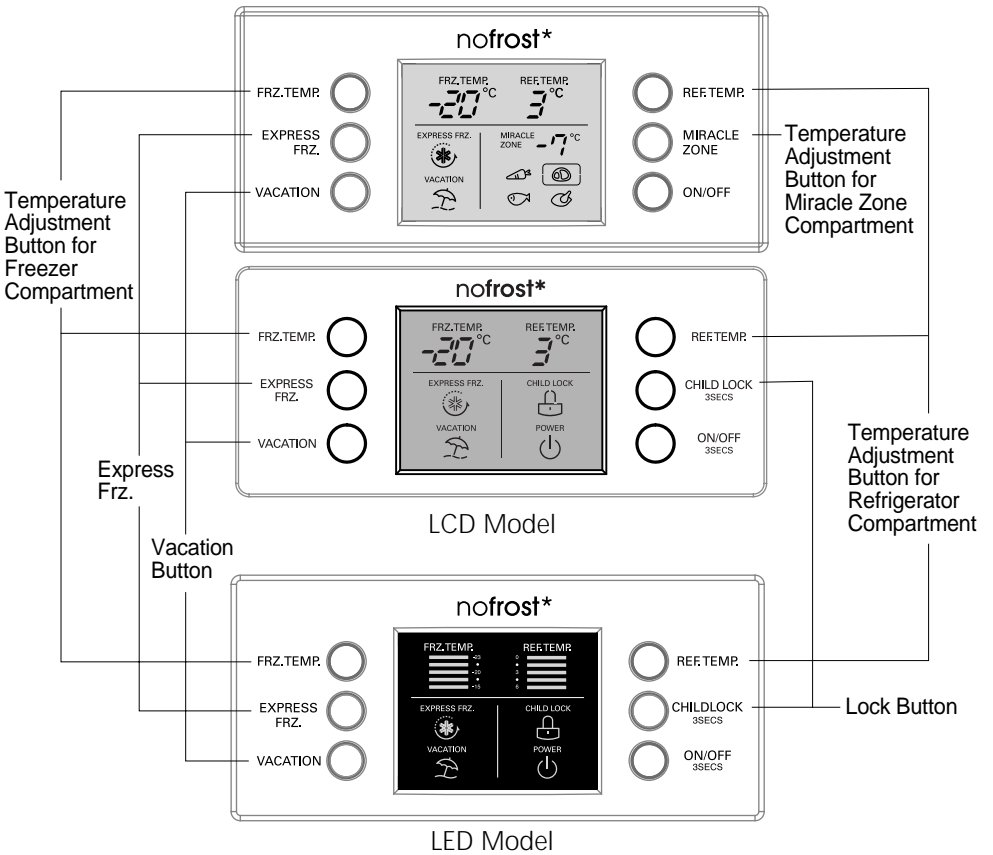 nofrost*
FRZ.TEMP.
EXPRESS
FRZ.
VACATION
FRZ.TEMP.
-20 °C
REF.TEMP.
3 °C
EXPRESS FRZ.
MIRACLE
ZONE
-7 °C
VACATION
REF.TEMP.
MIRACLE
ZONE
ON/OFF
Temperature
Adjustment
Button for
Miracle Zone
Compartment
Temperature
Adjustment
Button for
Freezer
Compartment
nofrost*
FRZ.TEMP.
EXPRESS
FRZ.
VACATION
FRZ.TEMP.
-20 °C
REF.TEMP.
3 °C
EXPRESS FRZ.
CHILD LOCK
VACATION
POWER
REF.TEMP.
CHILD LOCK
3SECS
ON/OFF
3SECS
LCD Model
Express
Frz.
Vacation
Button
Temperature
Adjustment
Button for
Refrigerator
Compartment
nofrost*
FRZ.TEMP.
EXPRESS
FRZ.
VACATION
FRZ.TEMP.
-23
-20
-15
REF.TEMP.
0
3
6
EXPRESS FRZ.
CHILD LOCK
VACATION
POWER
REF.TEMP.
CHILDLOCK
3SECS
ON/OFF
3SECS
Lock Button
LED Model